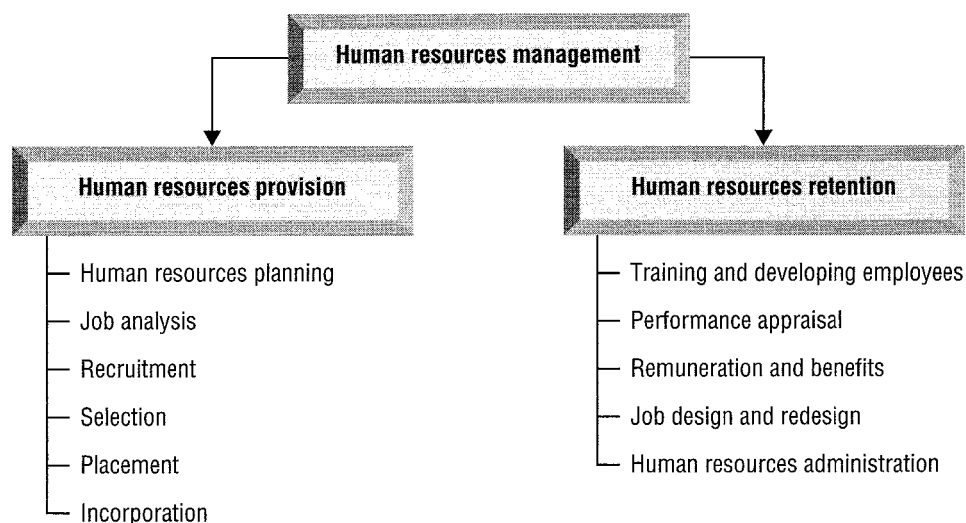 Human resources management
Human resources provision
Human resources planning
Job analysis
Recruitment
Selection
Placement
Incorporation
Human resources retention
Training and developing employees
Performance appraisal
Remuneration and benefits
Job design and redesign
Human resources administration